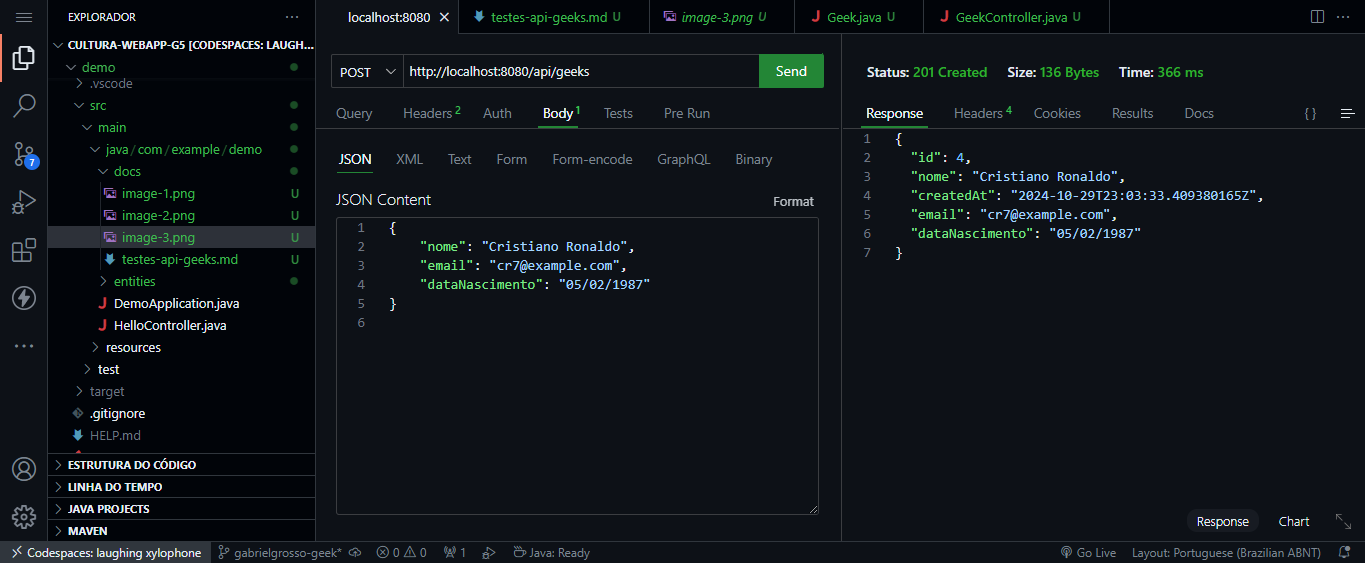 EXPLORADOR
CULTURA-WEBAPP-G5 [CODESPACES: LAUGH...
demo
.vscode
src
main
java / com / example / demo
docs
image-1.png U
image-2.png U
image-3.png U
testes-api-geeks.md U
entities
DemoApplication.java
HelloController.java
resources
test
target
.gitignore
HELP.md
ESTRUTURA DO CÓDIGO
LINHA DO TEMPO
JAVA PROJECTS
MAVEN
7
localhost:8080
testes-api-geeks.md U
image-3.png U
J Geek.java U
J GeekController.java U
POST http://localhost:8080/api/geeks Send
Query Headers 2 Auth Body 1 Tests Pre Run
JSON XML Text Form Form-encode GraphQL Binary
JSON Content Format
1 {
2 "nome": "Cristiano Ronaldo",
3 "email": "cr7@example.com",
4 "dataNascimento": "05/02/1987"
5 }
6
Status: 201 Created Size: 136 Bytes Time: 366 ms
Response Headers 4 Cookies Results Docs { }
1 {
2 "id": 4,
3 "nome": "Cristiano Ronaldo",
4 "createdAt": "2024-10-29T23:03:33.409380165Z",
5 "email": "cr7@example.com",
6 "dataNascimento": "05/02/1987"
7 }
Response Chart
Codespaces: laughing xylophone gabrielgrosso-geek* 0 0 1 Java: Ready Go Live Layout: Portuguese (Brazilian ABNT)